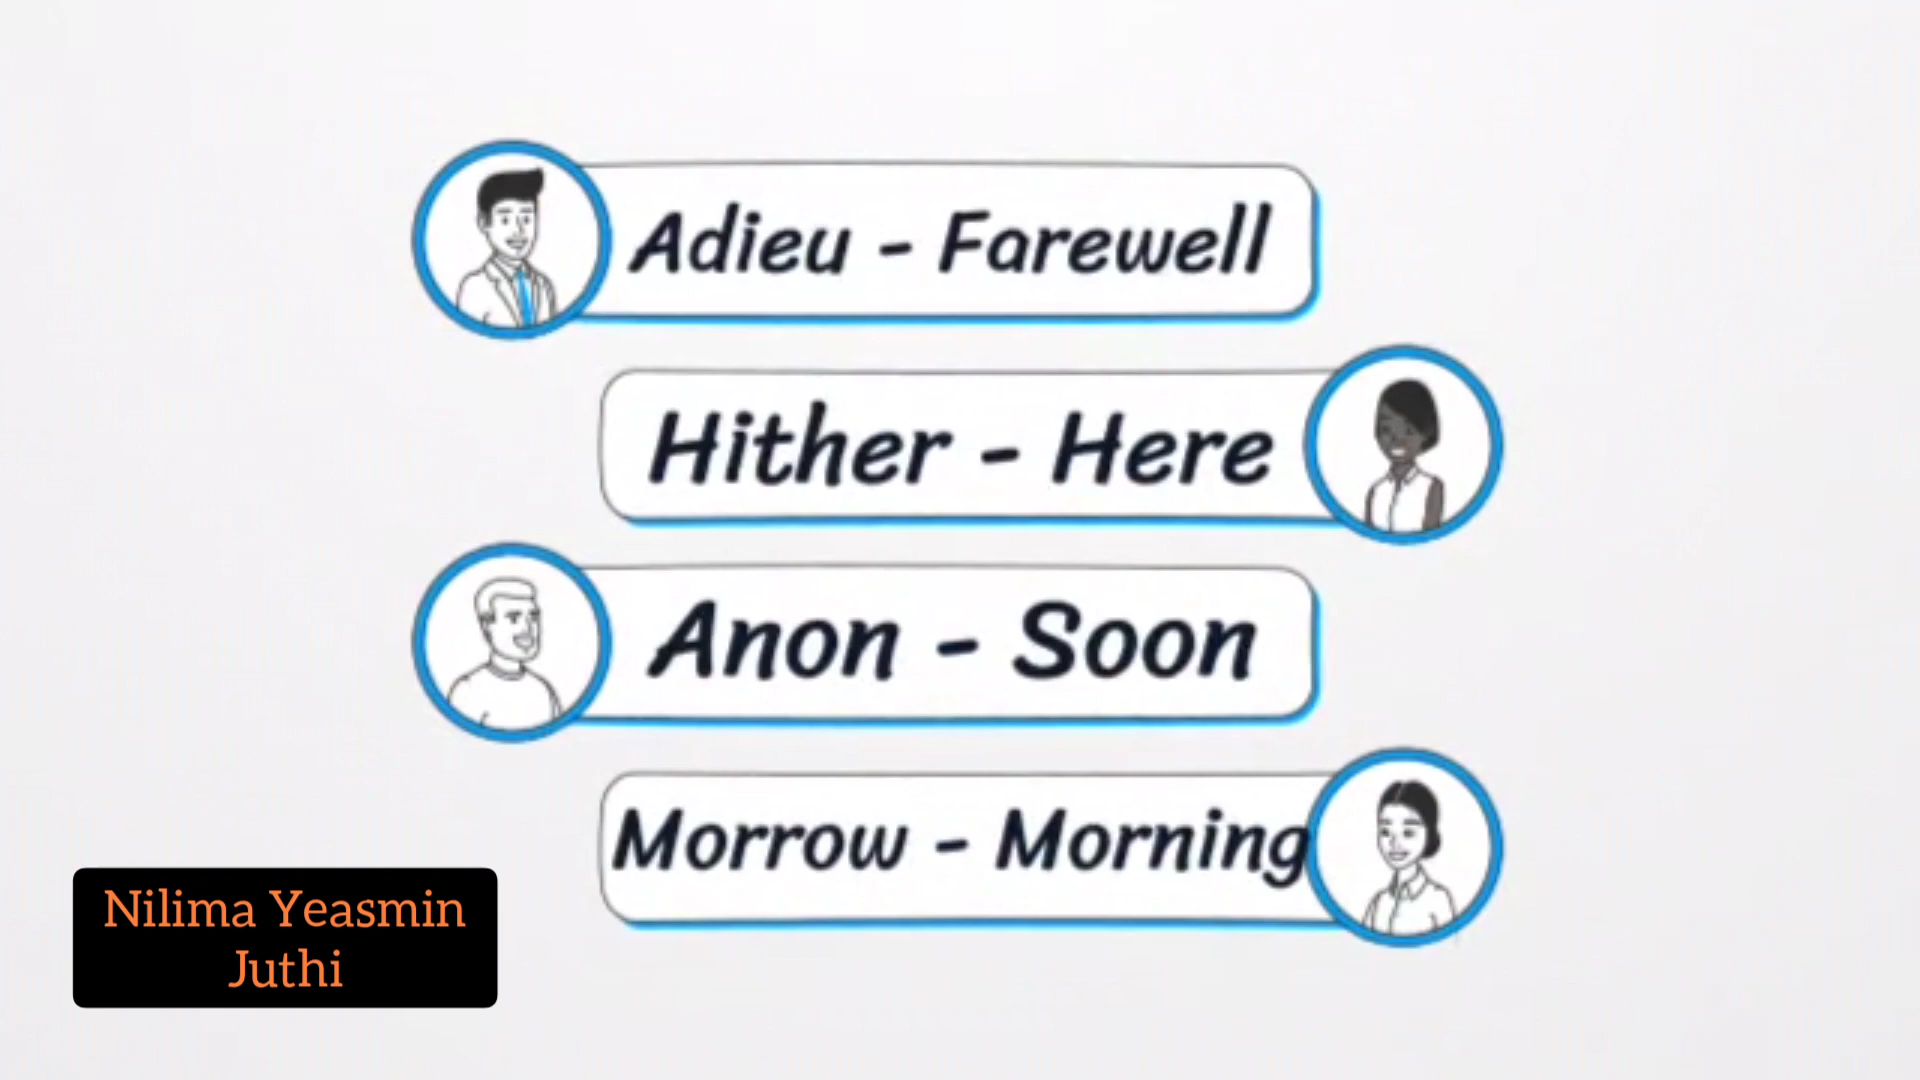 Adieu - Farewell
Hither - Here
Anon - Soon
Morrow - Morning
Nilima Yeasmin
Juthi